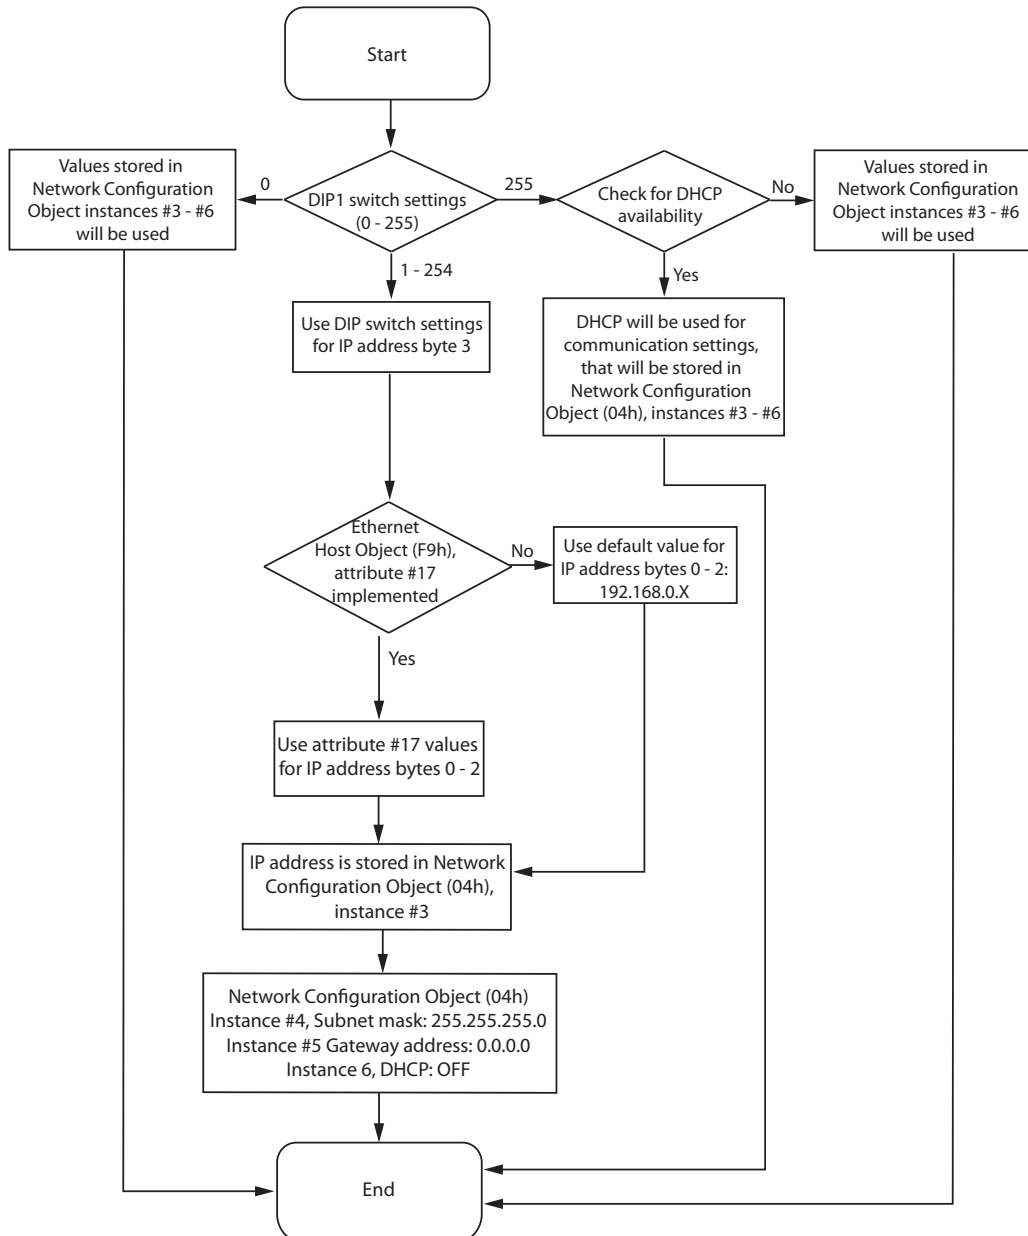 Start
Values stored in
Network Configuration
Object instances #3 - #6
will be used
0
DIP1 switch settings
(0 - 255)
255
Check for DHCP
availability
No
Values stored in
Network Configuration
Object instances #3 - #6
will be used
1 - 254
Yes
Use DIP switch settings
for IP address byte 3
DHCP will be used for
communication settings,
that will be stored in
Network Configuration
Object (04h), instances #3 - #6
Ethernet
Host Object (F9h),
attribute #17
implemented
No
Use default value for
IP address bytes 0 - 2:
192.168.0.X
Yes
Use attribute #17 values
for IP address bytes 0 - 2
IP address is stored in Network
Configuration Object (04h),
instance #3
Network Configuration Object (04h)
Instance #4, Subnet mask: 255.255.255.0
Instance #5 Gateway address: 0.0.0.0
Instance 6, DHCP: OFF
End